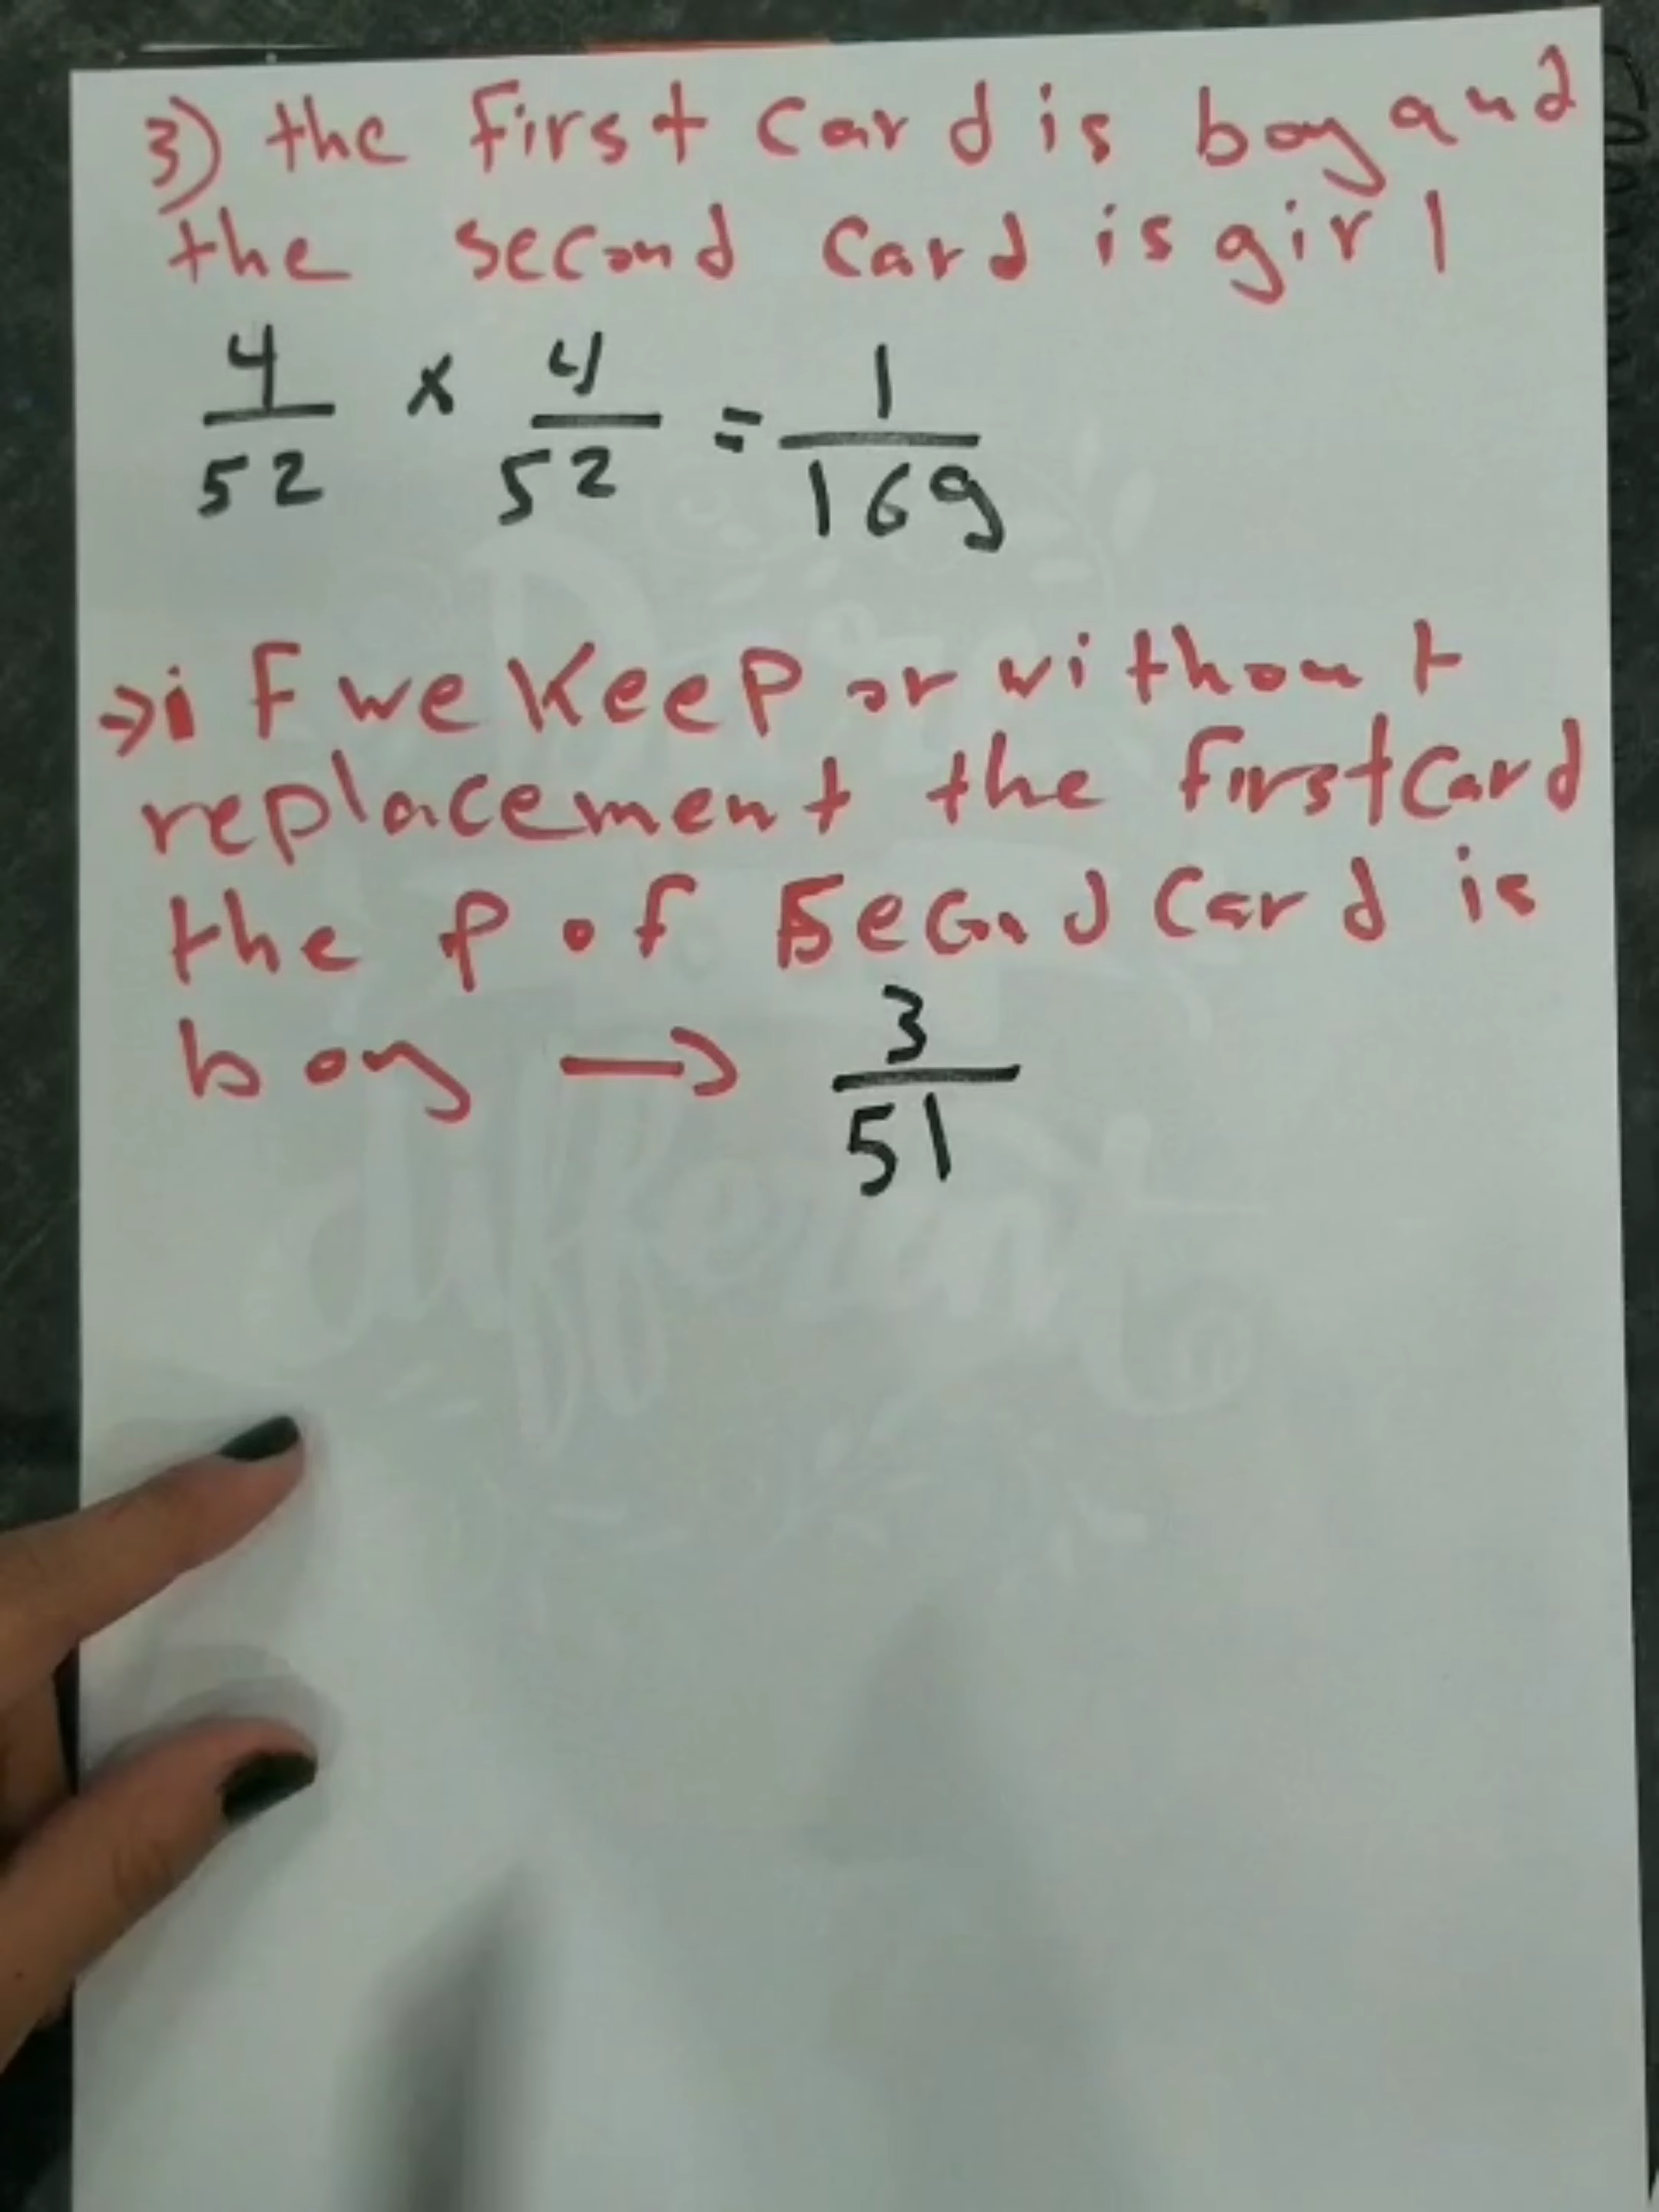 3) the first card is boy and
the second card is girl
4/52 × 4/52 = 1/169
→ if we keep or without
replacement the first card
the p of second card is
boy → 3/51
different